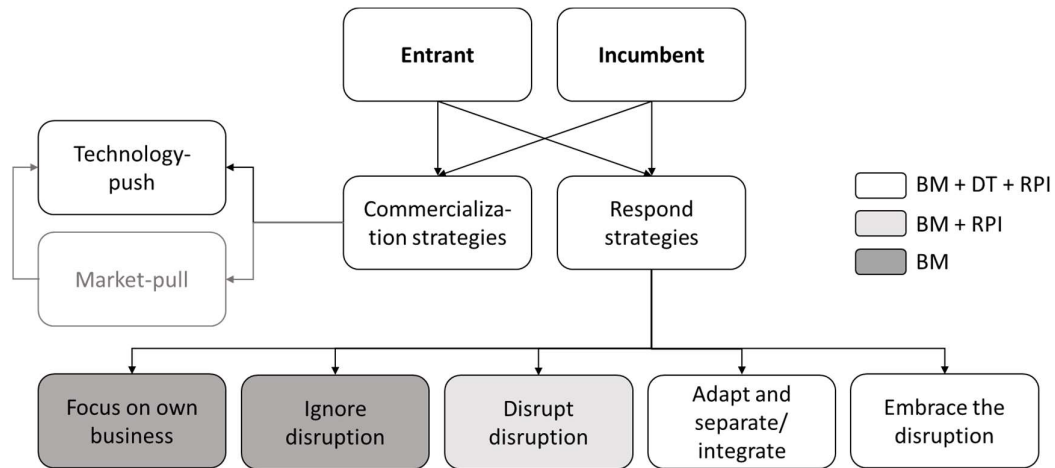 Entrant
Incumbent
Technology-
push
Commercializa-
tion strategies
Respond
strategies
BM + DT + RPI
BM + RPI
BM
Market-pull
Focus on own
business
Ignore
disruption
Disrupt
disruption
Adapt and
separate/
integrate
Embrace the
disruption